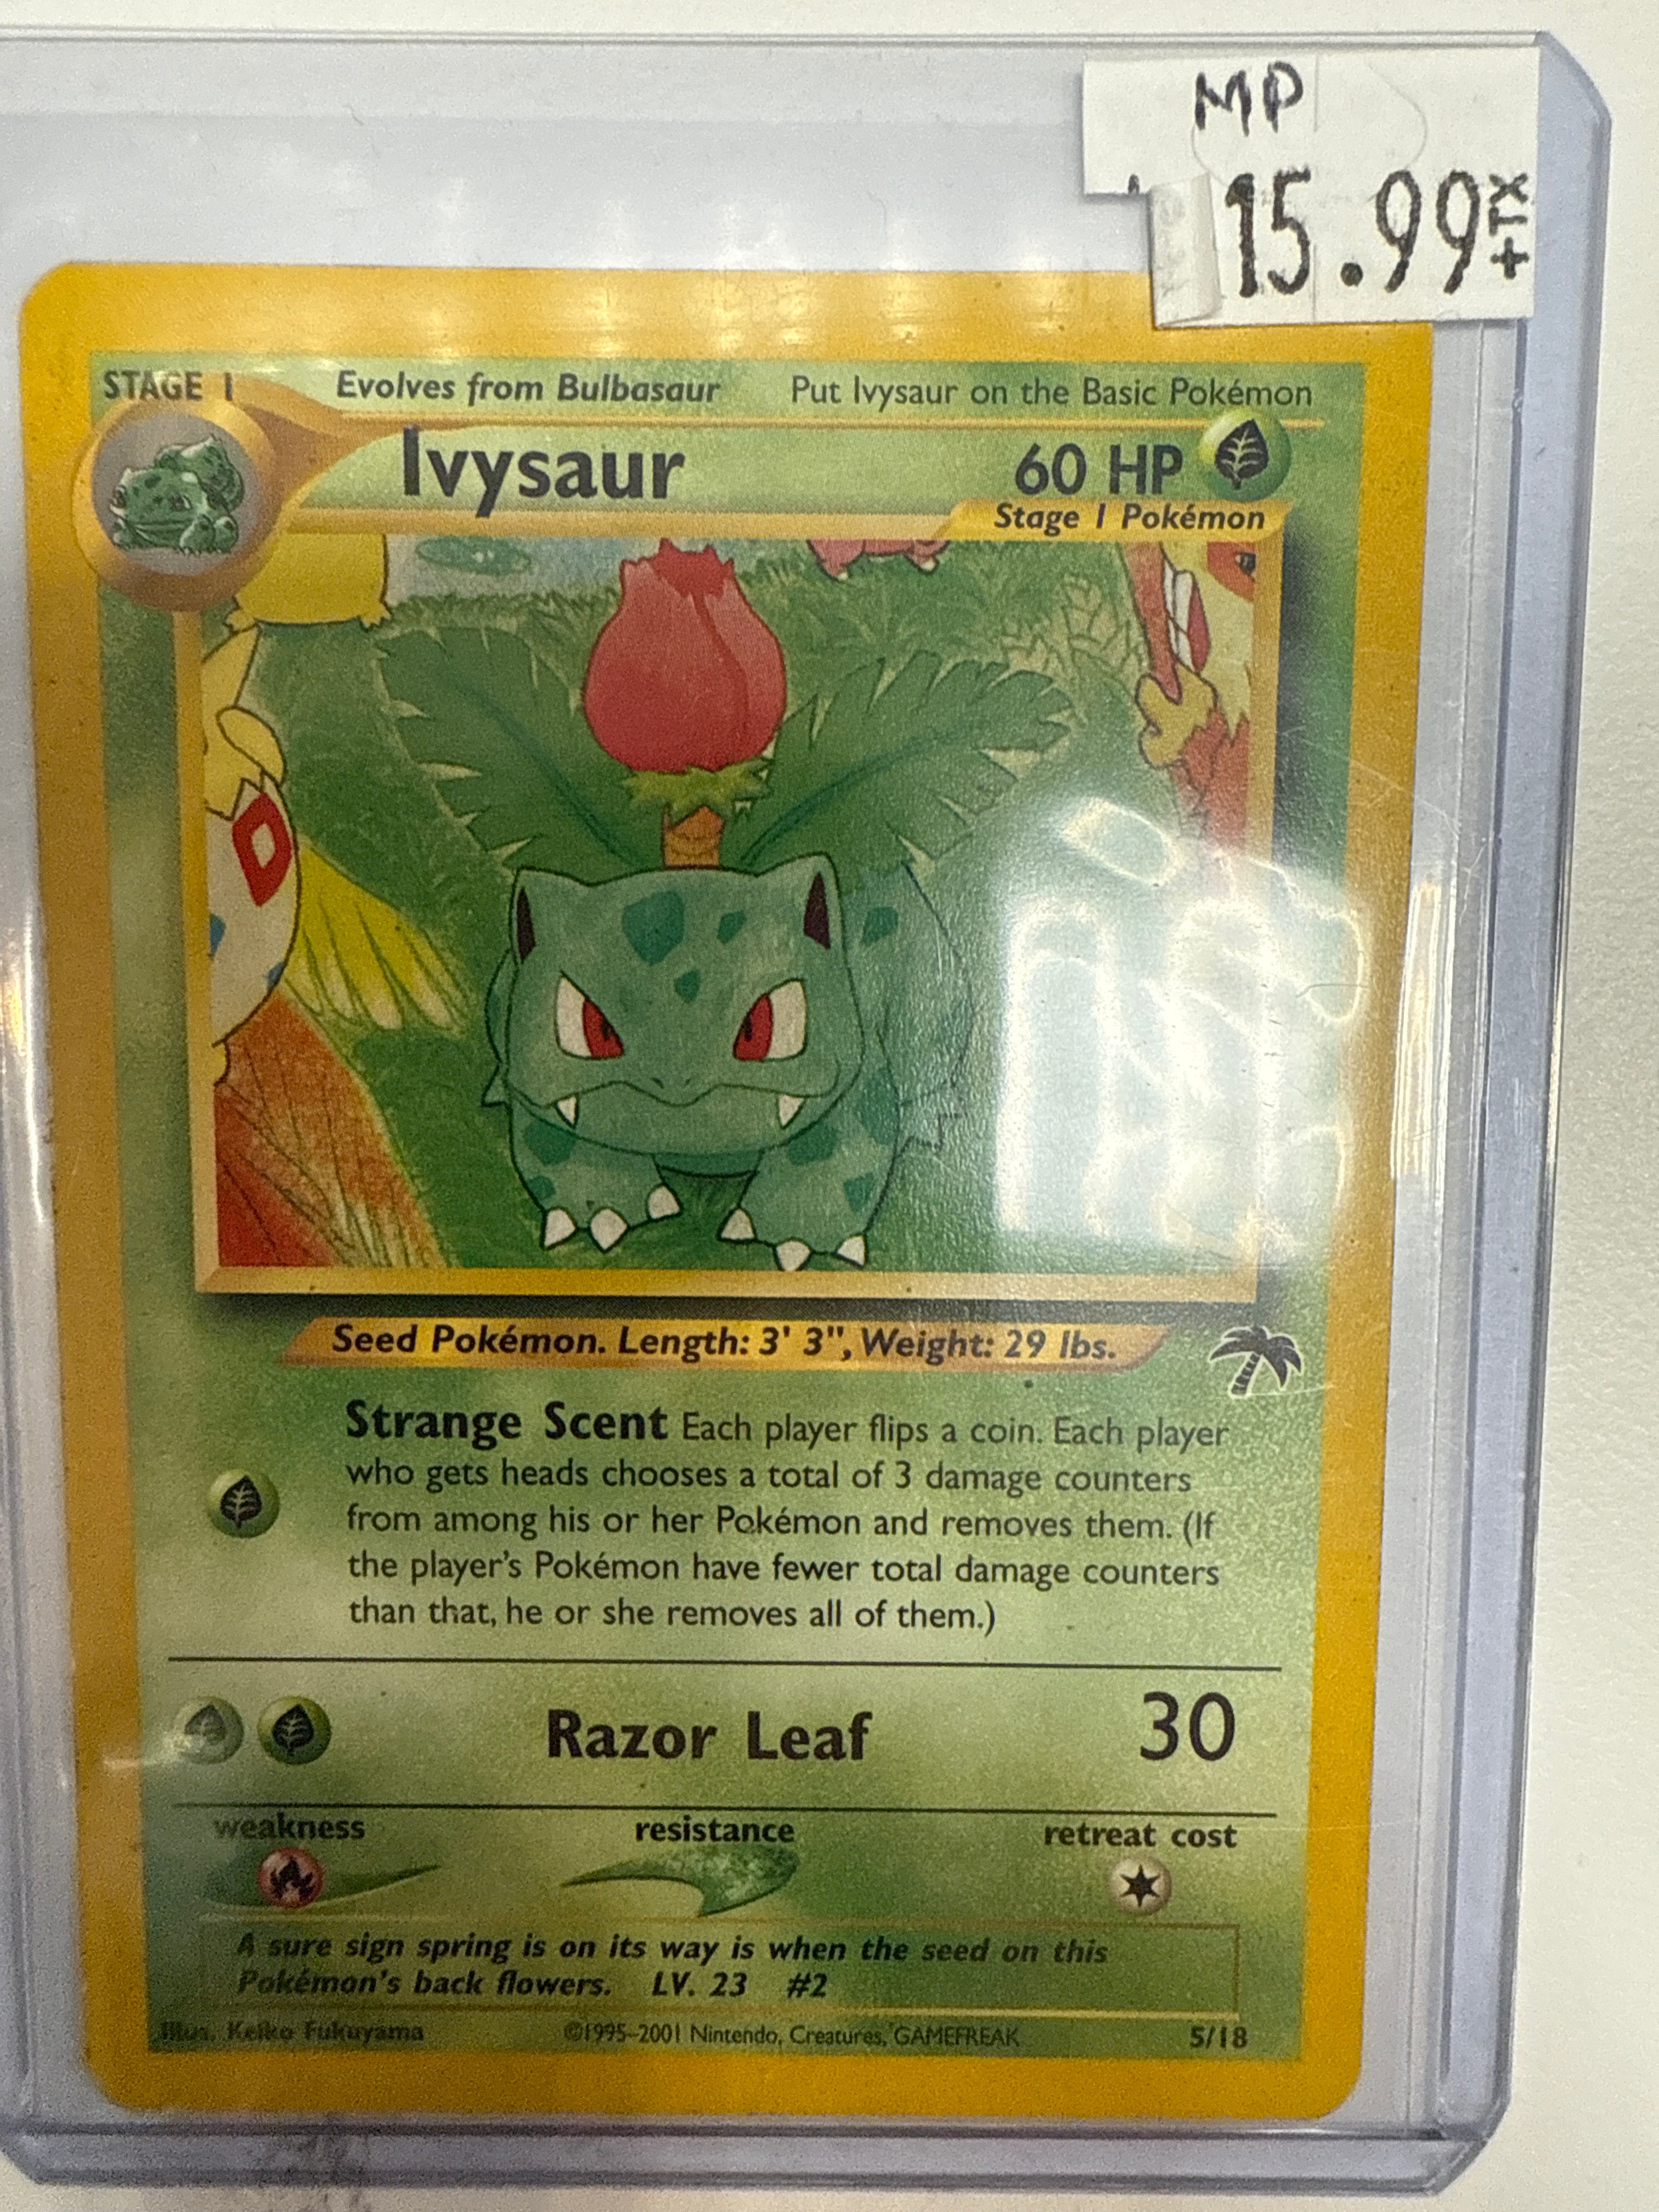 MP
15.99
+TX
STAGE 1 Evolves from Bulbasaur Put Ivysaur on the Basic Pokémon
Ivysaur 60 HP
Stage 1 Pokémon
Seed Pokémon. Length: 3' 3", Weight: 29 lbs.
Strange Scent Each player flips a coin. Each player
who gets heads chooses a total of 3 damage counters
from among his or her Pokémon and removes them. (If
the player's Pokémon have fewer total damage counters
than that, he or she removes all of them.)
Razor Leaf 30
weakness resistance retreat cost
A sure sign spring is on its way is when the seed on this
Pokémon's back flowers. LV. 23 #2
Illus. Keiko Fukuyama ©1995–2001 Nintendo, Creatures, GAMEFREAK 5/18